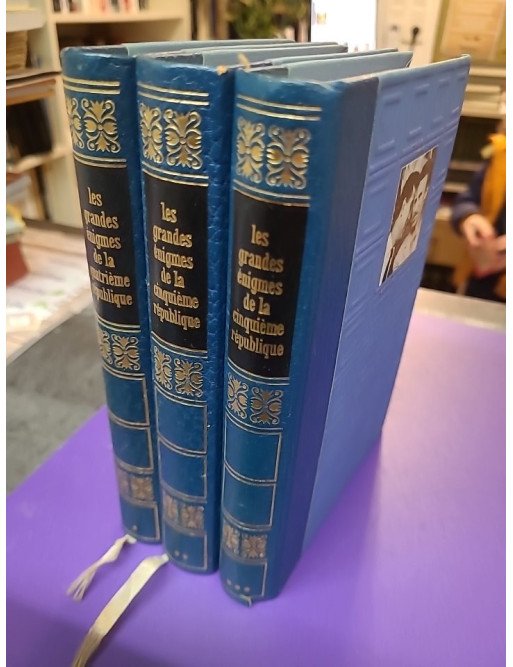 les
grandes
énigmes
de la
quatrième
république
les
grandes
énigmes
de la
cinquième
république
les
grandes
énigmes
de la
cinquième
république